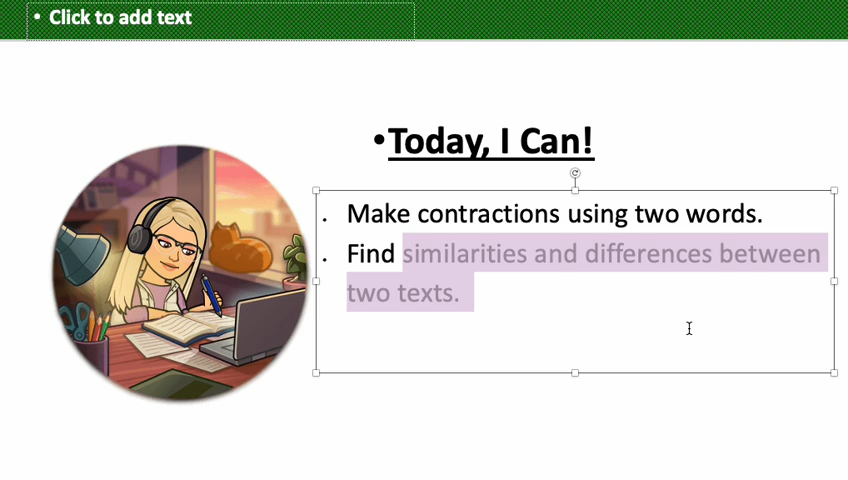 • Click to add text
•Today, I Can!
• Make contractions using two words.
• Find similarities and differences between
two texts.